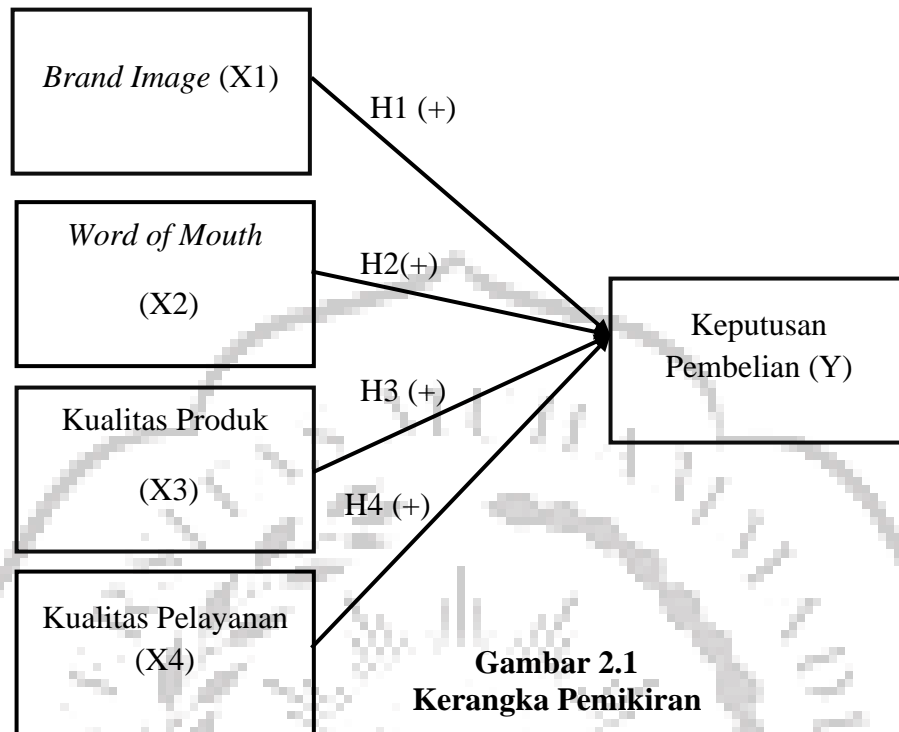 Brand Image (X1)
H1 (+)
Word of Mouth
(X2)
H2(+)
Kualitas Produk
(X3)
H3 (+)
Kualitas Pelayanan
(X4)
H4 (+)
Keputusan
Pembelian (Y)
Gambar 2.1
Kerangka Pemikiran